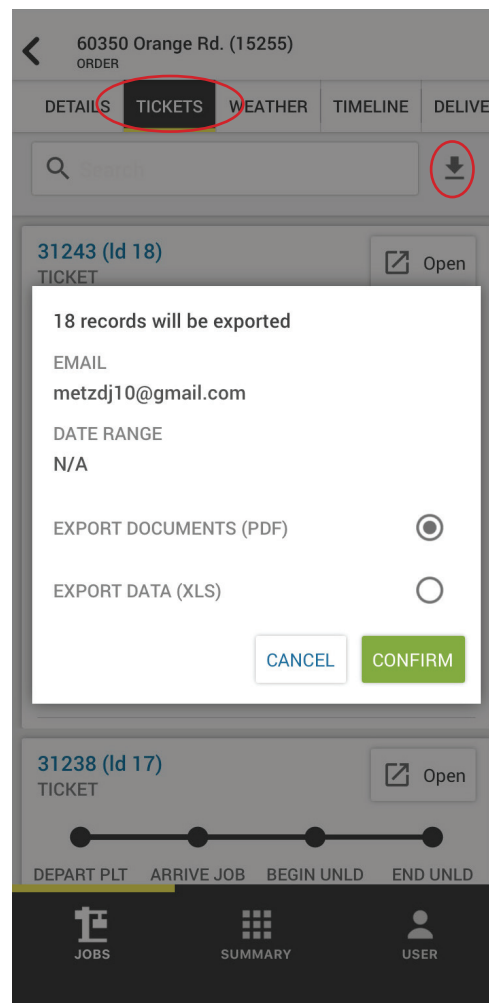 60350 Orange Rd. (15255)
ORDER
DETAILS TICKETS WEATHER TIMELINE DELIVE
Search
31243 (ld 18)
TICKET
Open
18 records will be exported
EMAIL
metzdj10@gmail.com
DATE RANGE
N/A
EXPORT DOCUMENTS (PDF)
EXPORT DATA (XLS)
CANCEL CONFIRM
31238 (ld 17)
TICKET
Open
DEPART PLT ARRIVE JOB BEGIN UNLD END UNLD
JOBS SUMMARY USER